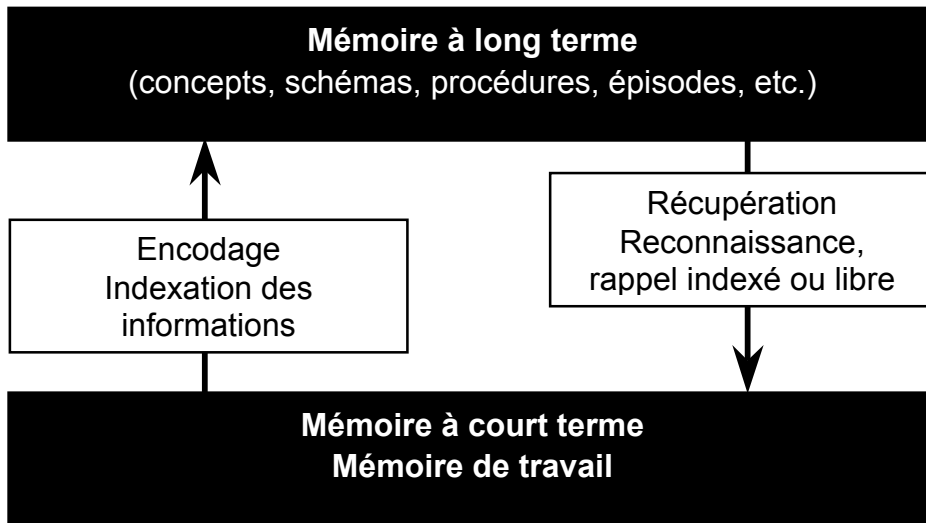 Mémoire à long terme
(concepts, schémas, procédures, épisodes, etc.)
Encodage
Indexation des
informations
Récupération
Reconnaissance,
rappel indexé ou libre
Mémoire à court terme
Mémoire de travail